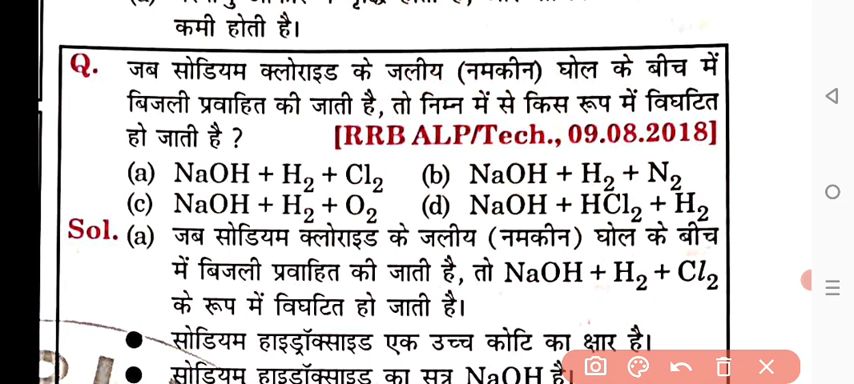 कमी होती है।
Q. जब सोडियम क्लोराइड के जलीय (नमकीन) घोल के बीच में
बिजली प्रवाहित की जाती है, तो निम्न में से किस रूप में विघटित
हो जाती है ? [RRB ALP/Tech., 09.08.2018]
(a) NaOH + H₂ + Cl₂ (b) NaOH + H₂ + N₂
(c) NaOH + H₂ + O₂ (d) NaOH + HCl₂ + H₂
Sol. (a) जब सोडियम क्लोराइड के जलीय (नमकीन) घोल के बीच
में बिजली प्रवाहित की जाती है, तो NaOH + H₂ + Cl₂
के रूप में विघटित हो जाती है।
● सोडियम हाइड्रॉक्साइड एक उच्च कोटि का क्षार है।
● सोडियम हाइड्रॉक्साइड का सूत्र NaOH है।